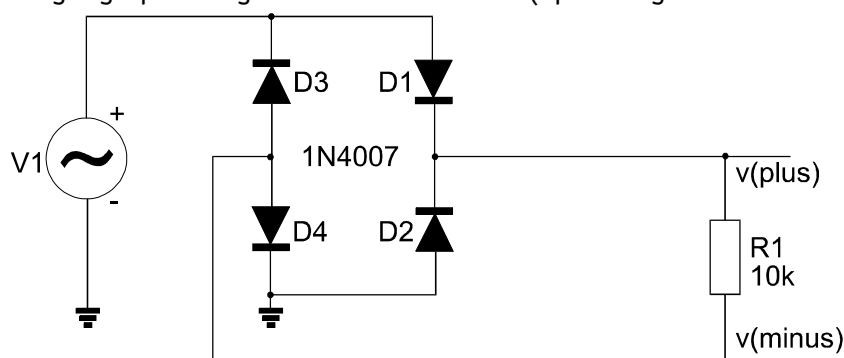 +
D3
D1
V1
1N4007
v(plus)
-
D4
D2
R1
10k
v(minus)